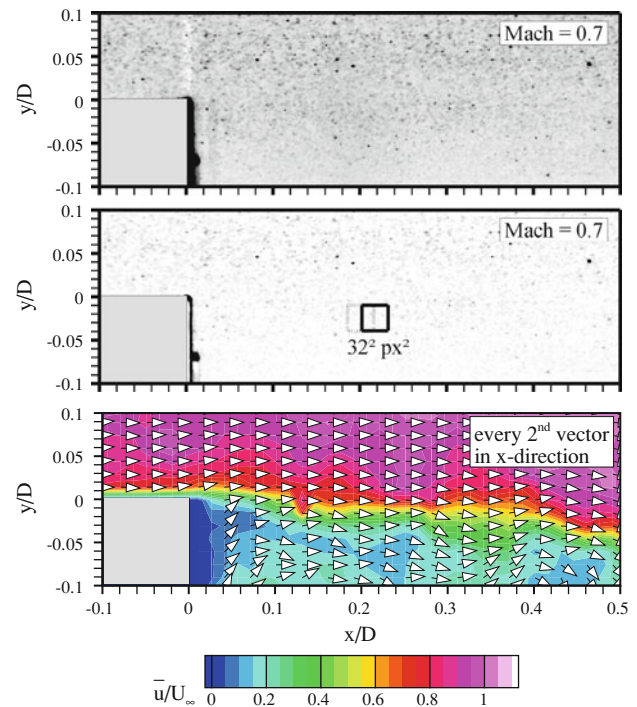 0.1
Mach = 0.7
0.05
y/D
0
-0.05
-0.1
0.1
Mach = 0.7
0.05
y/D
0
-0.05
32² px²
-0.1
0.1
every 2nd vector
in x-direction
0.05
y/D
0
-0.05
-0.1
-0.1 0 0.1 0.2 0.3 0.4 0.5
x/D
u̅/U∞ 0 0.2 0.4 0.6 0.8 1